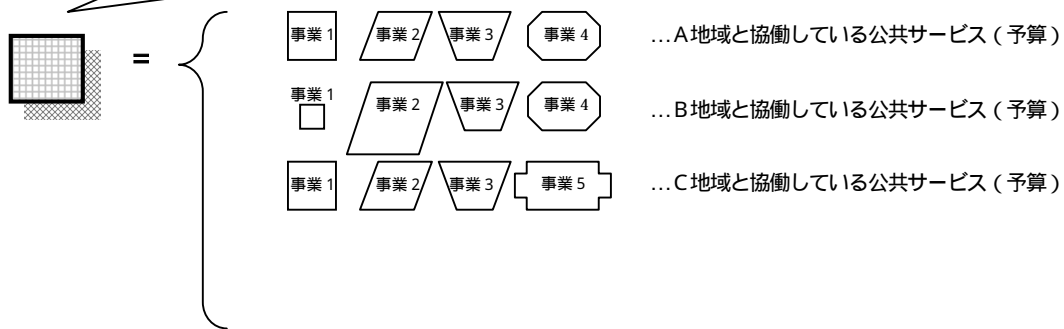 事業1 事業2 事業3 事業4 …A地域と協働している公共サービス(予算)
=
事業1 事業2 事業3 事業4 …B地域と協働している公共サービス(予算)
事業1 事業2 事業3 事業5 …C地域と協働している公共サービス(予算)